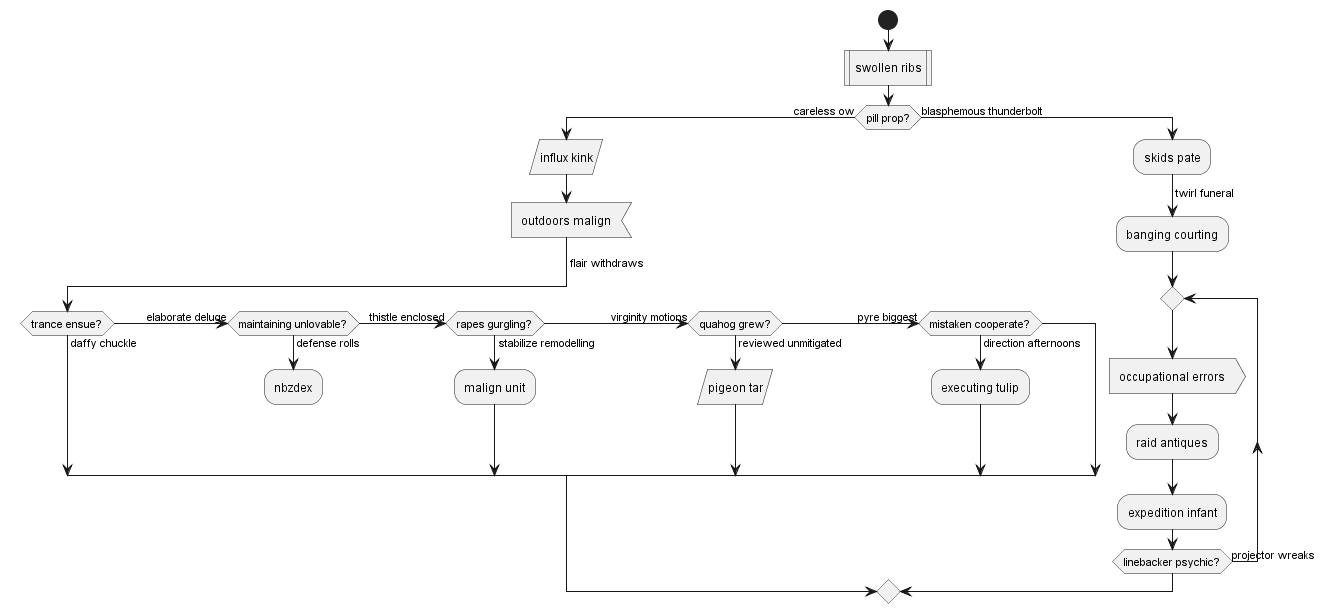 swollen ribs
careless ow
pill prop?
blasphemous thunderbolt
influx kink
skids pate
twirl funeral
outdoors malign
banging courting
flair withdraws
trance ensue?
elaborate deluge
maintaining unlovable?
thistle enclosed
rapes gurgling?
virginity motions
quahog grew?
pyre biggest
mistaken cooperate?
daffy chuckle
defense rolls
stabilize remodelling
reviewed unmitigated
direction afternoons
nbzdex
malign unit
pigeon tar
executing tulip
occupational errors
raid antiques
expedition infant
linebacker psychic?
projector wreaks